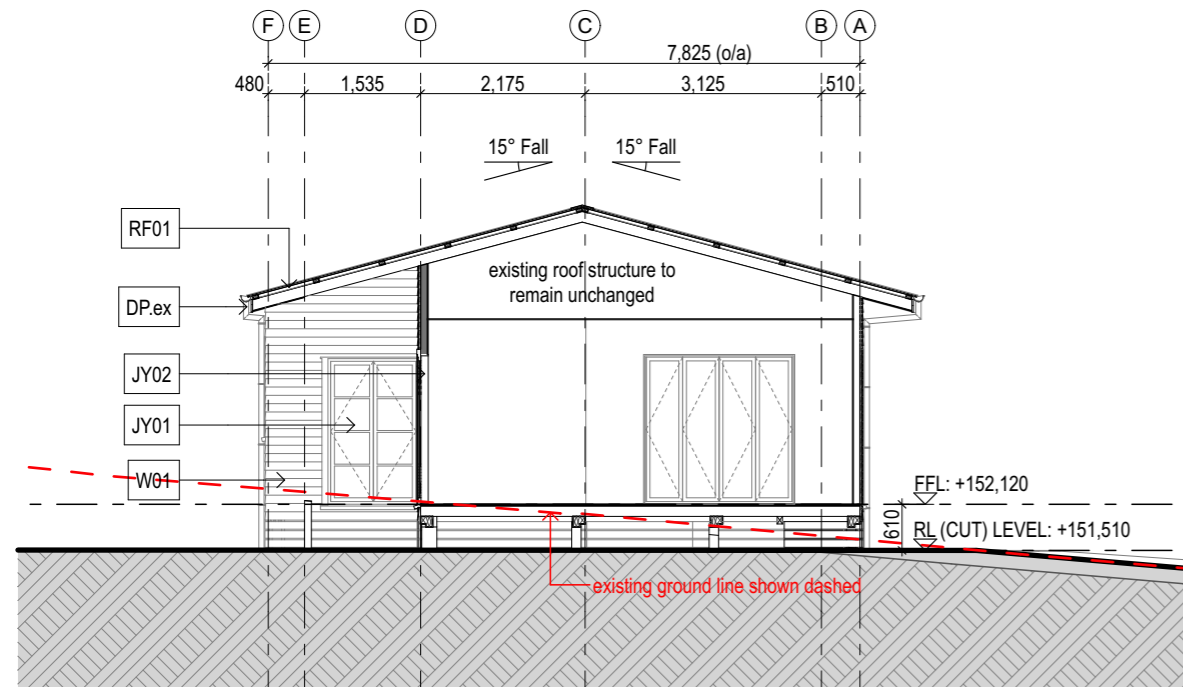 F E D C B A
7,825 (o/a)
480 1,535 2,175 3,125 510
15° Fall 15° Fall
RF01
existing roof structure to
remain unchanged
DP.ex
JY02
JY01
W01
FFL: +152,120
610
RL (CUT) LEVEL: +151,510
existing ground line shown dashed